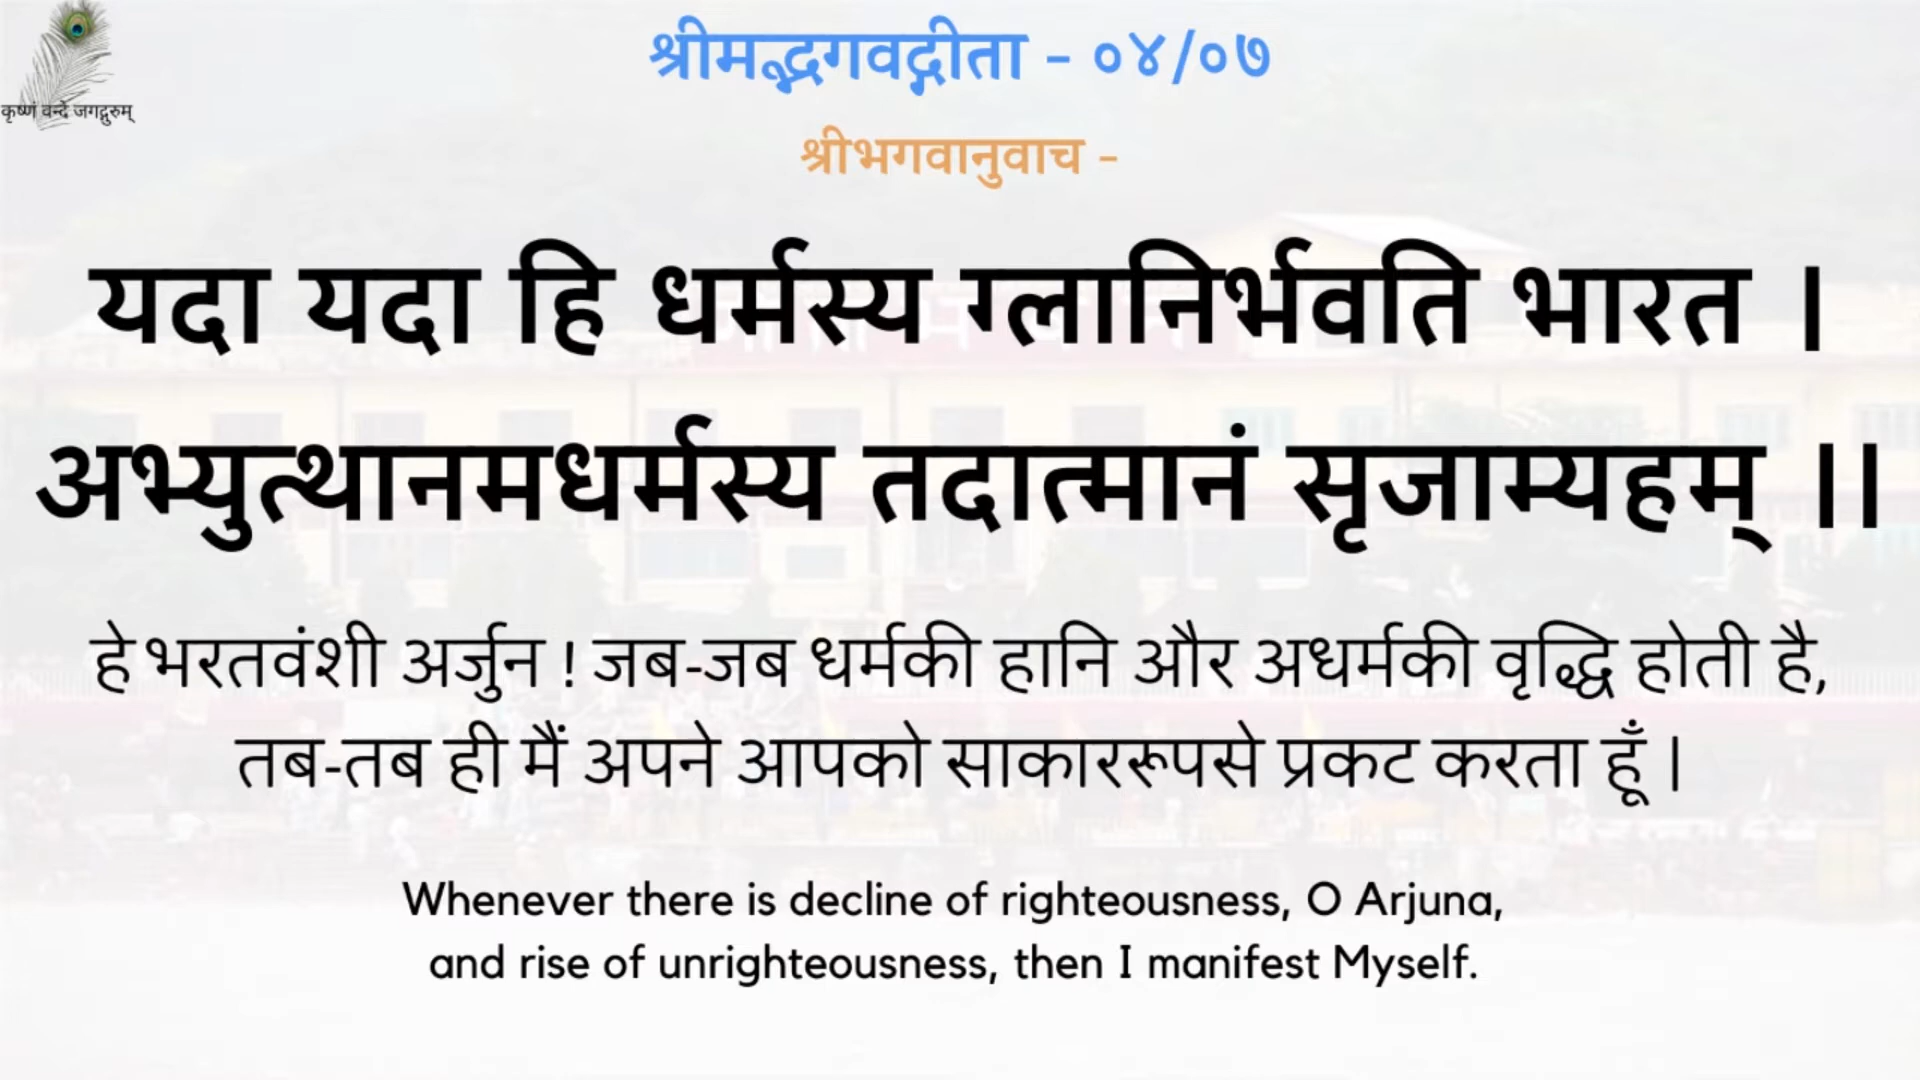 कृष्णं वन्दे जगद्गुरुम्
श्रीमद्भगवद्गीता - ०४/०७
श्रीभगवानुवाच -
यदा यदा हि धर्मस्य ग्लानिर्भवति भारत ।
अभ्युत्थानमधर्मस्य तदात्मानं सृजाम्यहम् ।।
हे भरतवंशी अर्जुन ! जब-जब धर्मकी हानि और अधर्मकी वृद्धि होती है,
तब-तब ही मैं अपने आपको साकाररूपसे प्रकट करता हूँ |
Whenever there is decline of righteousness, O Arjuna,
and rise of unrighteousness, then I manifest Myself.